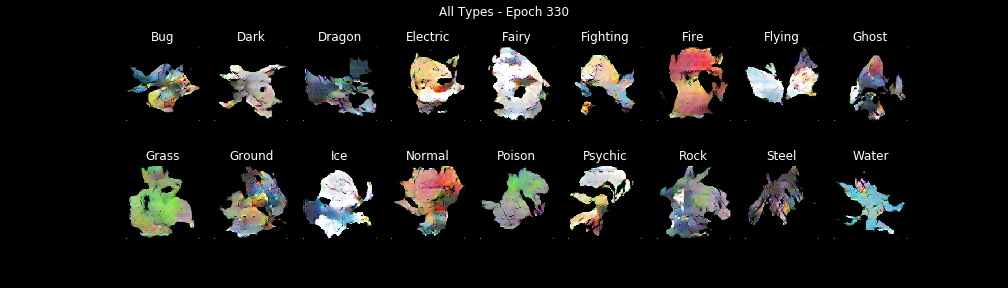 All Types - Epoch 330
Bug Dark Dragon Electric Fairy Fighting Fire Flying Ghost
Grass Ground Ice Normal Poison Psychic Rock Steel Water